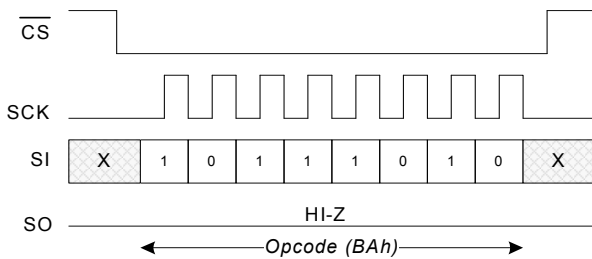 CS
SCK
SI X 1 0 1 1 1 0 1 0 X
HI-Z
SO
Opcode (BAh)